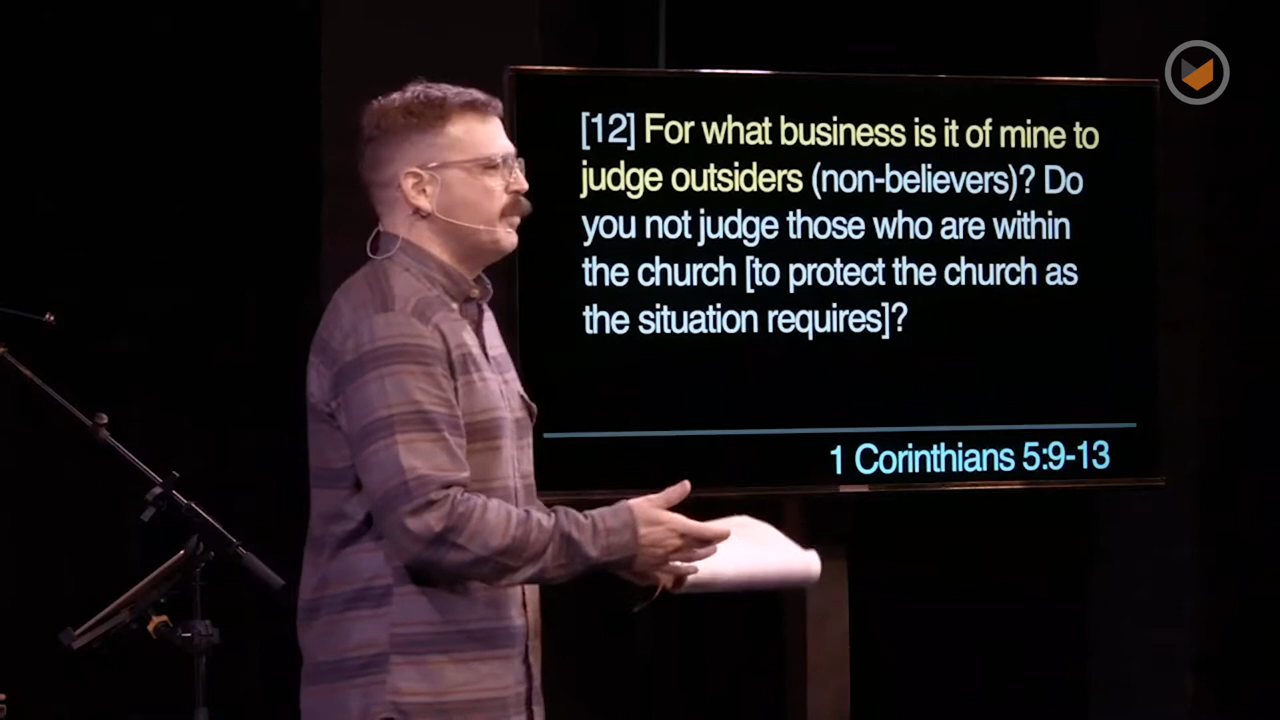 [12] For what business is it of mine to
judge outsiders (non-believers)? Do
you not judge those who are within
the church [to protect the church as
the situation requires]?
1 Corinthians 5:9-13